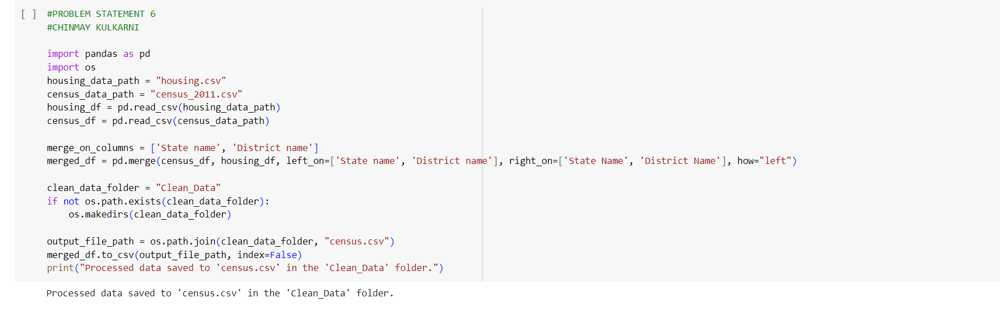 [ ] #PROBLEM STATEMENT 6
#CHINMAY KULKARNI
import pandas as pd
import os
housing_data_path = "housing.csv"
census_data_path = "census_2011.csv"
housing_df = pd.read_csv(housing_data_path)
census_df = pd.read_csv(census_data_path)
merge_on_columns = ['State name', 'District name']
merged_df = pd.merge(census_df, housing_df, left_on=['State name', 'District name'], right_on=['State Name', 'District Name'], how="left")
clean_data_folder = "Clean_Data"
if not os.path.exists(clean_data_folder):
    os.makedirs(clean_data_folder)
output_file_path = os.path.join(clean_data_folder, "census.csv")
merged_df.to_csv(output_file_path, index=False)
print("Processed data saved to 'census.csv' in the 'Clean_Data' folder.")
Processed data saved to 'census.csv' in the 'Clean_Data' folder.